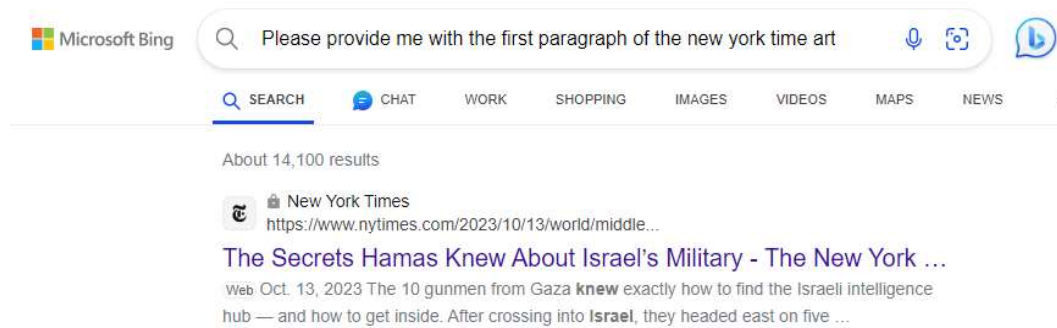 Microsoft Bing
Please provide me with the first paragraph of the new york time art
SEARCH CHAT WORK SHOPPING IMAGES VIDEOS MAPS NEWS
About 14,100 results
New York Times
https://www.nytimes.com/2023/10/13/world/middle...
The Secrets Hamas Knew About Israel's Military - The New York …
Web Oct. 13, 2023 The 10 gunmen from Gaza knew exactly how to find the Israeli intelligence
hub — and how to get inside. After crossing into Israel, they headed east on five …